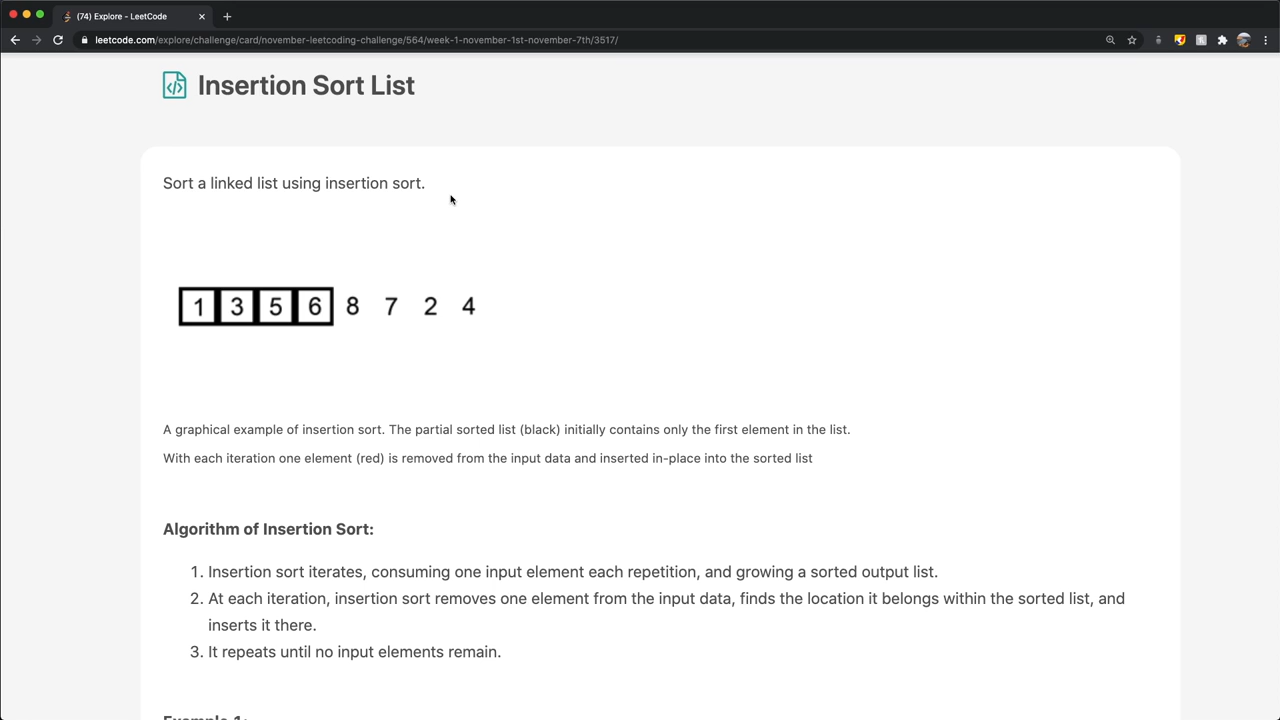 (74) Explore - LeetCode
leetcode.com/explore/challenge/card/november-leetcoding-challenge/564/week-1-november-1st-november-7th/3517/
Insertion Sort List
Sort a linked list using insertion sort.
1 3 5 6 8 7 2 4
A graphical example of insertion sort. The partial sorted list (black) initially contains only the first element in the list.
With each iteration one element (red) is removed from the input data and inserted in-place into the sorted list
Algorithm of Insertion Sort:
1. Insertion sort iterates, consuming one input element each repetition, and growing a sorted output list.
2. At each iteration, insertion sort removes one element from the input data, finds the location it belongs within the sorted list, and
inserts it there.
3. It repeats until no input elements remain.
Example 1: